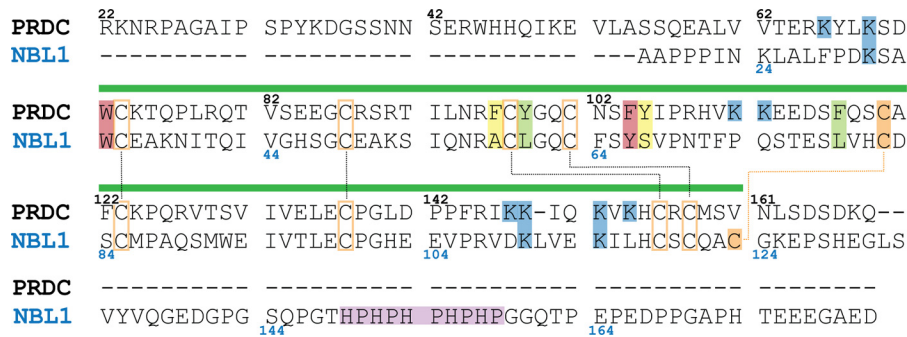 22 42 62
PRDC RKNRPAGAIP SPYKDGSSNN SERWHHQIKE VLASSQEALV VTERKYLKSD
NBL1 ---------- ---------- ---------- ---AAPPPIN KLALFPDKSA
24
82 102
PRDC WCKTQPLRQT VSEEGCRSRT ILNRFCYGQC NSFYIPRHVK KEEDSFQSCA
NBL1 WCEAKNITQI VGHSGCEAKS IQNRACLGQC FSYSVPNTFP QSTESLVHCD
44 64
122 142 161
PRDC FCKPQRVTSV IVELECPGLD PPFRIKK-IQ KVKHCRCMSV NLSDSDKQ--
NBL1 SCMPAQSMWE IVTLECPGHE EVPRVDKLVE KILHCSCQAC GKEPSHEGLS
84 104 124
PRDC ---------- ---------- ---------- ---------- ----------
NBL1 VYVQGEDGPG SQPGTHPHPH PHPHPGGQTP EPEDPPGAPH TEEEGAED
144 164